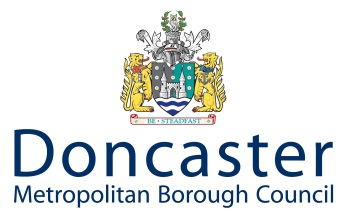 BE · STEADFAST
Doncaster
Metropolitan Borough Council